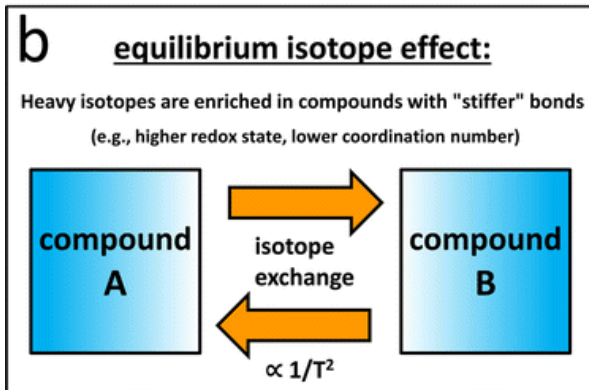 b
equilibrium isotope effect:
Heavy isotopes are enriched in compounds with "stiffer" bonds
(e.g., higher redox state, lower coordination number)
compound
A
isotope
exchange
compound
B
∝ 1/T²